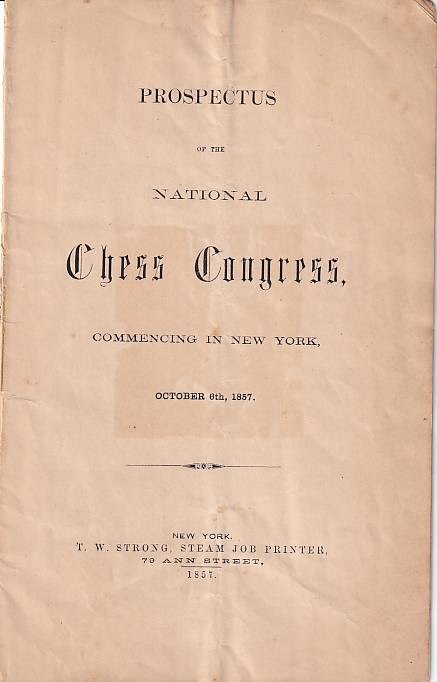 PROSPECTUS
OF THE
NATIONAL
Chess Congress,
COMMENCING IN NEW YORK,
OCTOBER 6th, 1857.
NEW YORK.
T. W. STRONG, STEAM JOB PRINTER,
79 ANN STREET,
1857.